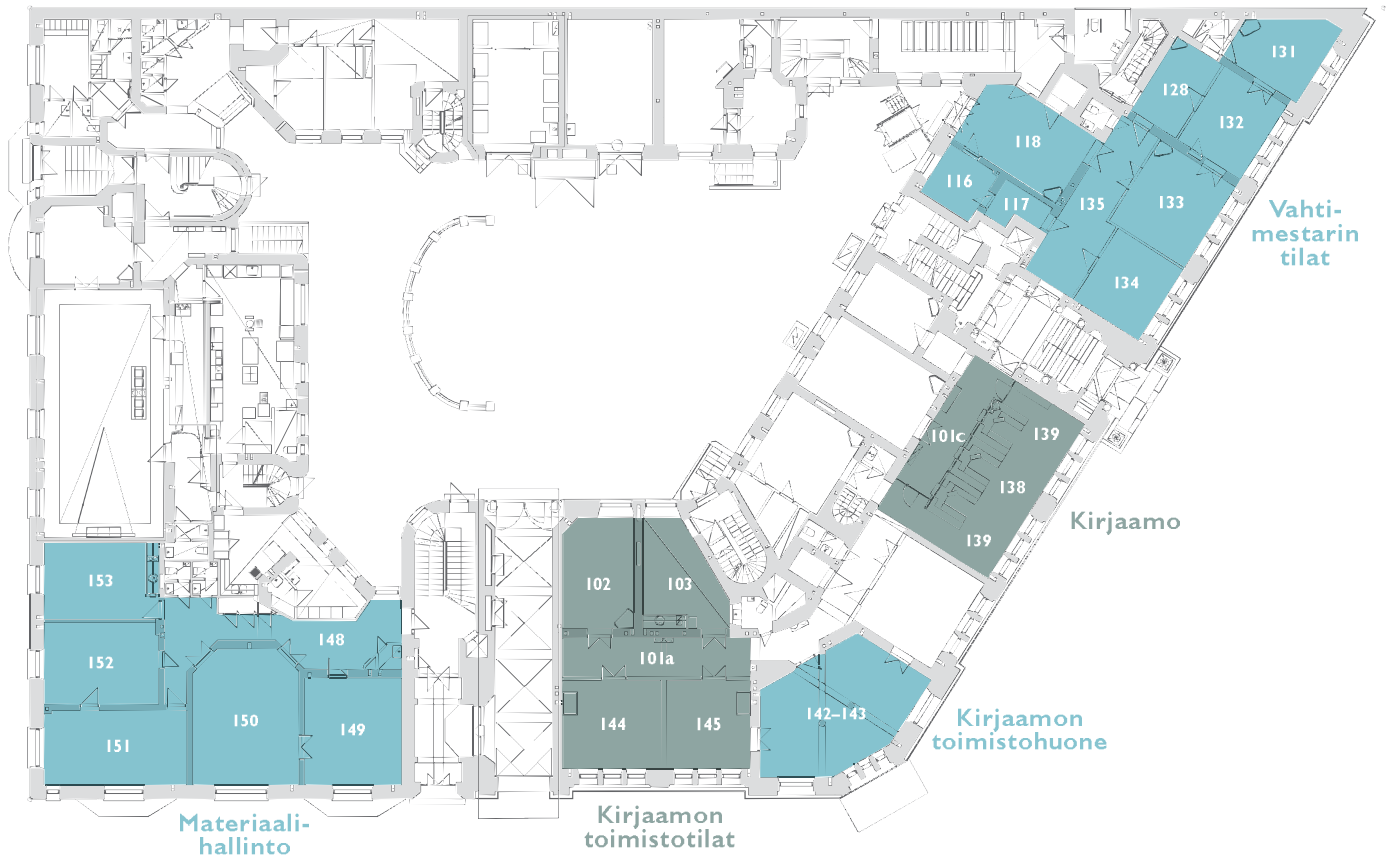 131
128
132
118
116
117
135
133
134
Vahti-
mestarin
tilat
101c
139
138
139
Kirjaamo
153
152
148
151
150
149
Materiaali-
hallinto
102
103
101a
144
145
Kirjaamon
toimistotilat
142–143
Kirjaamon
toimistohuone